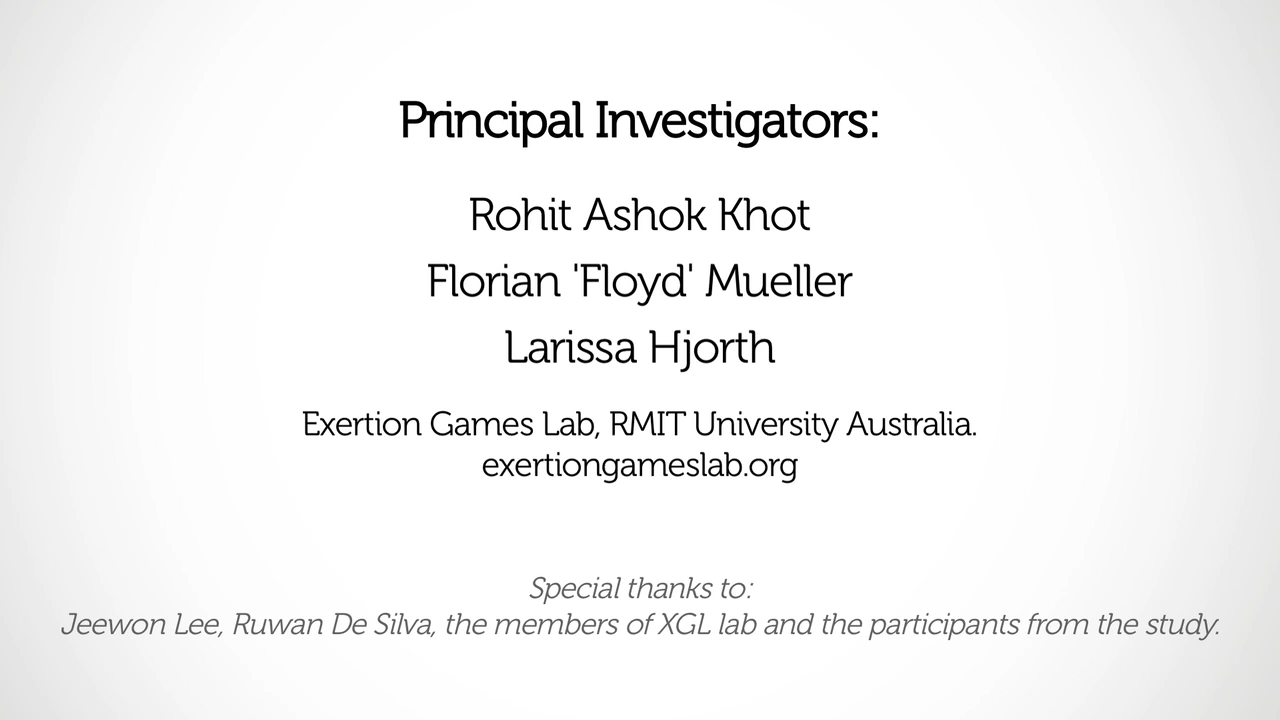 Principal Investigators:
Rohit Ashok Khot
Florian 'Floyd' Mueller
Larissa Hjorth
Exertion Games Lab, RMIT University Australia.
exertiongameslab.org
Special thanks to:
Jeewon Lee, Ruwan De Silva, the members of XGL lab and the participants from the study.